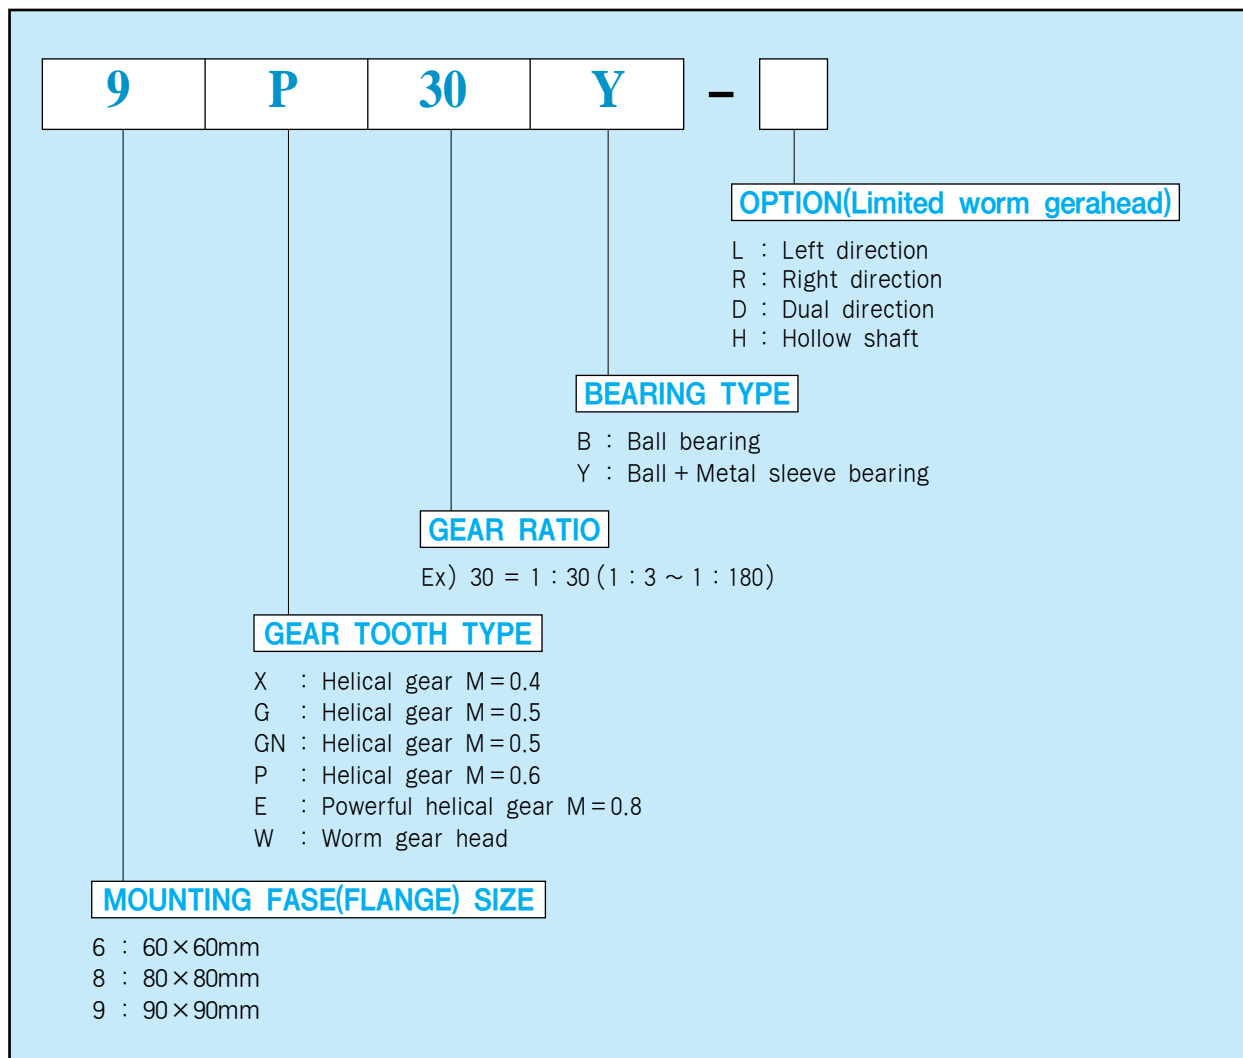 9 P 30 Y -
OPTION(Limited worm gerahead)
L : Left direction
R : Right direction
D : Dual direction
H : Hollow shaft
BEARING TYPE
B : Ball bearing
Y : Ball + Metal sleeve bearing
GEAR RATIO
Ex) 30 = 1 : 30 (1 : 3 ~ 1 : 180)
GEAR TOOTH TYPE
X : Helical gear M=0.4
G : Helical gear M=0.5
GN : Helical gear M=0.5
P : Helical gear M=0.6
E : Powerful helical gear M=0.8
W : Worm gear head
MOUNTING FASE(FLANGE) SIZE
6 : 60×60mm
8 : 80×80mm
9 : 90×90mm